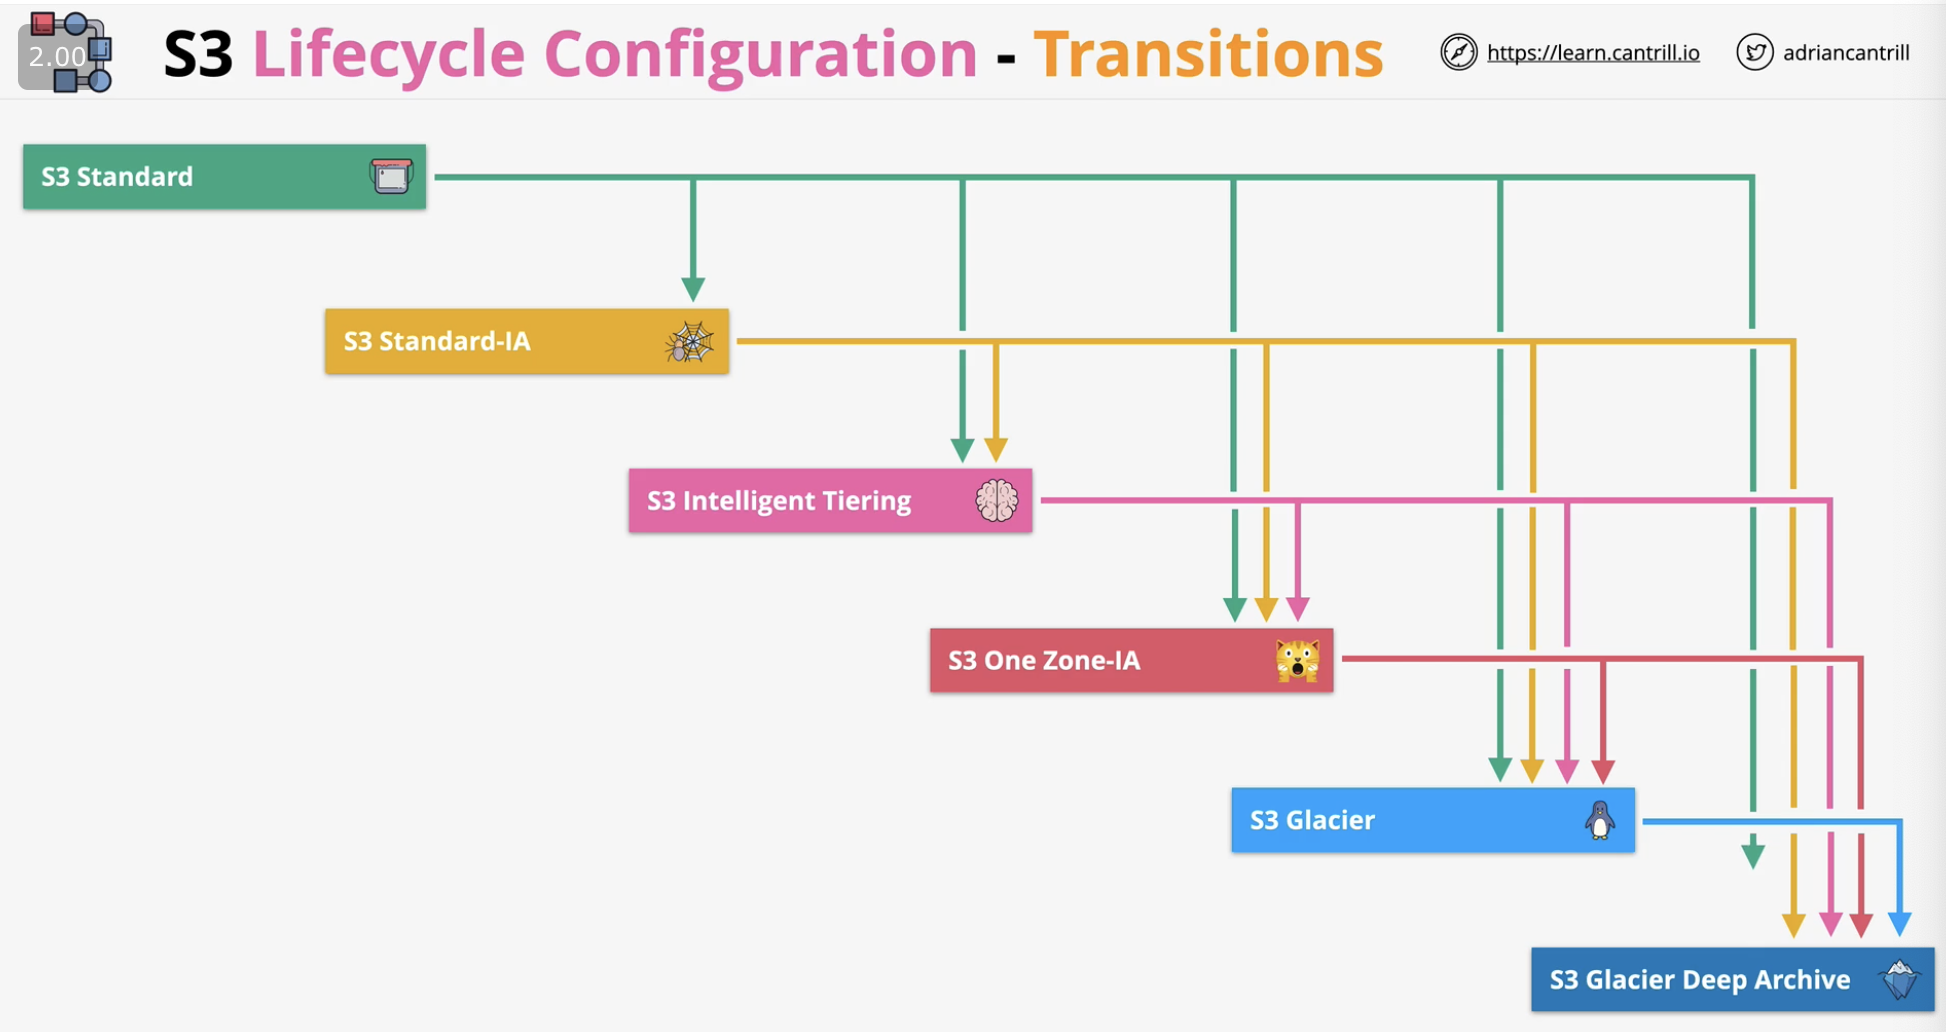 2.00
S3 Lifecycle Configuration - Transitions
https://learn.cantrill.io
adriancantrill
S3 Standard
S3 Standard-IA
S3 Intelligent Tiering
S3 One Zone-IA
S3 Glacier
S3 Glacier Deep Archive